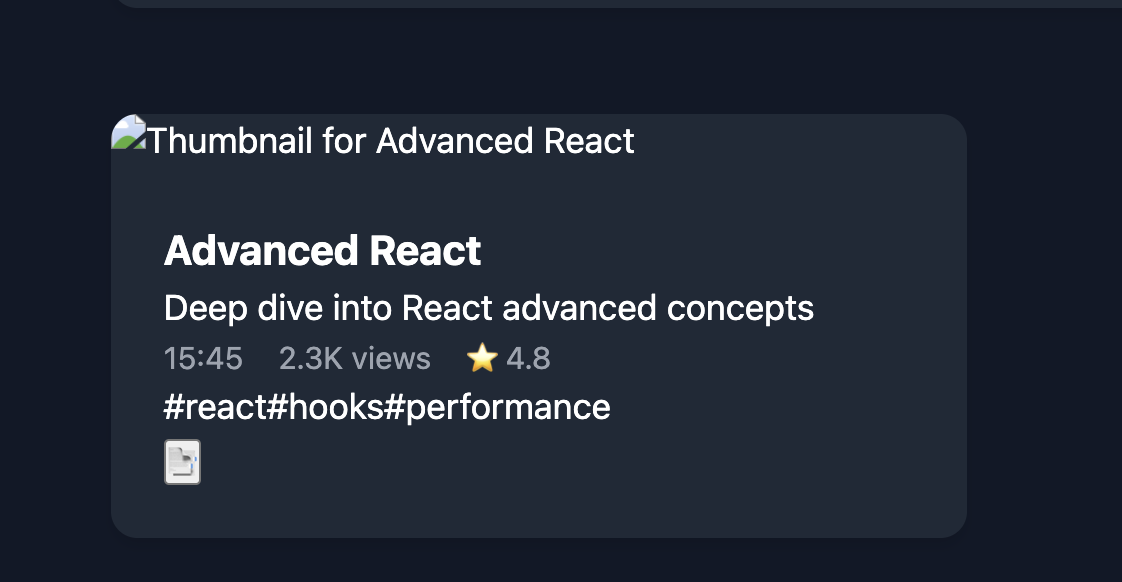 Thumbnail for Advanced React
Advanced React
Deep dive into React advanced concepts
15:45 2.3K views ⭐ 4.8
#react#hooks#performance